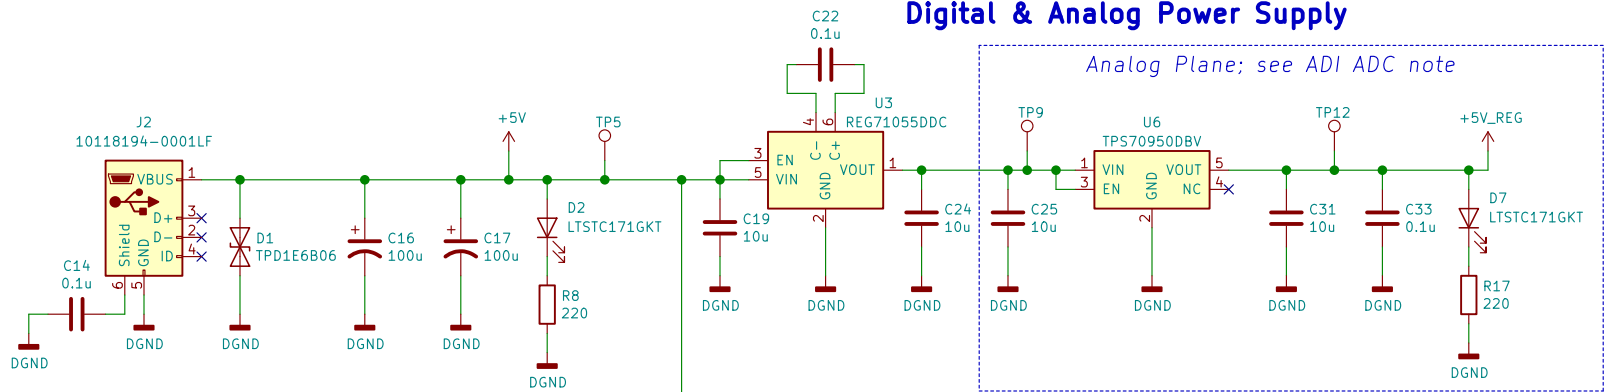 Digital & Analog Power Supply
Analog Plane; see ADI ADC note
J2
10118194-0001LF
VBUS 1
D+ 3
D- 2
ID 4
Shield
GND
6
5
C14
0.1u
DGND
DGND
D1
TPD1E6B06
DGND
+
C16
100u
DGND
+
C17
100u
DGND
+5V
D2
LTSTC171GKT
R8
220
DGND
TP5
C19
10u
DGND
C22
0.1u
U3
REG71055DDC
4
6
C-
C+
3 EN
5 VIN
VOUT 1
GND
2
DGND
C24
10u
DGND
C25
10u
DGND
TP9
U6
TPS70950DBV
1 VIN
3 EN
VOUT 5
NC 4
GND
2
DGND
C31
10u
DGND
TP12
C33
0.1u
DGND
+5V_REG
D7
LTSTC171GKT
R17
220
DGND